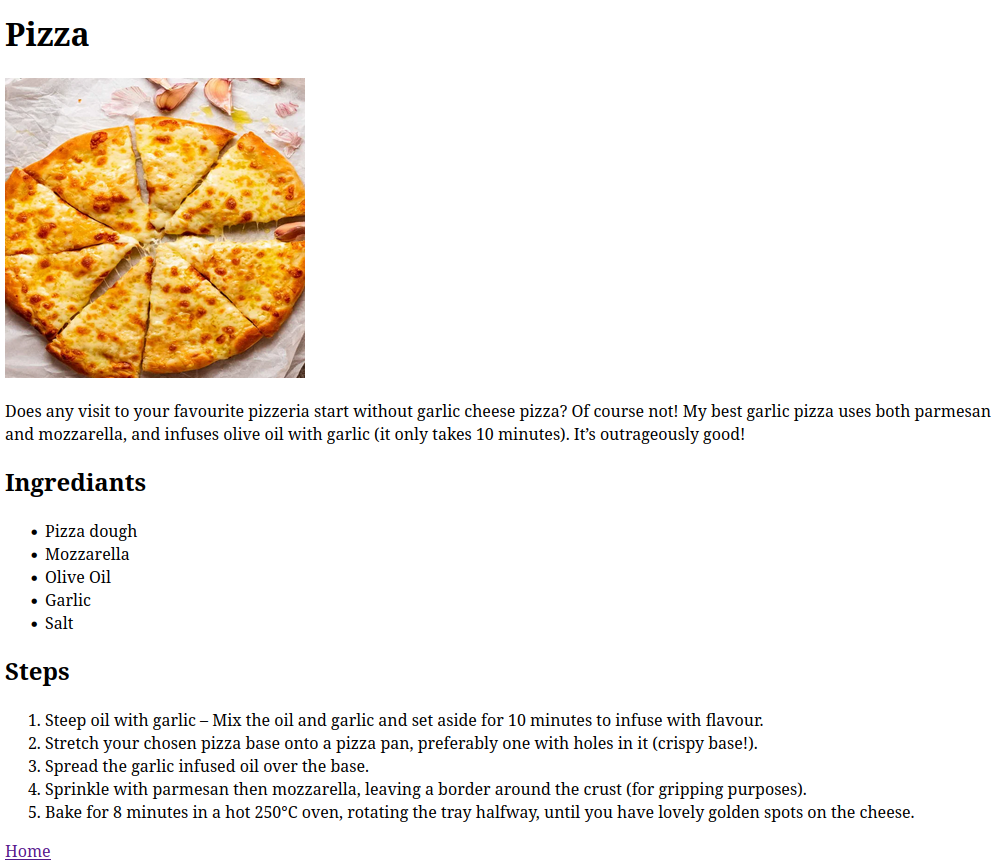 Pizza
Does any visit to your favourite pizzeria start without garlic cheese pizza? Of course not! My best garlic pizza uses both parmesan
and mozzarella, and infuses olive oil with garlic (it only takes 10 minutes). It’s outrageously good!
Ingrediants
• Pizza dough
• Mozzarella
• Olive Oil
• Garlic
• Salt
Steps
1. Steep oil with garlic – Mix the oil and garlic and set aside for 10 minutes to infuse with flavour.
2. Stretch your chosen pizza base onto a pizza pan, preferably one with holes in it (crispy base!).
3. Spread the garlic infused oil over the base.
4. Sprinkle with parmesan then mozzarella, leaving a border around the crust (for gripping purposes).
5. Bake for 8 minutes in a hot 250°C oven, rotating the tray halfway, until you have lovely golden spots on the cheese.
Home